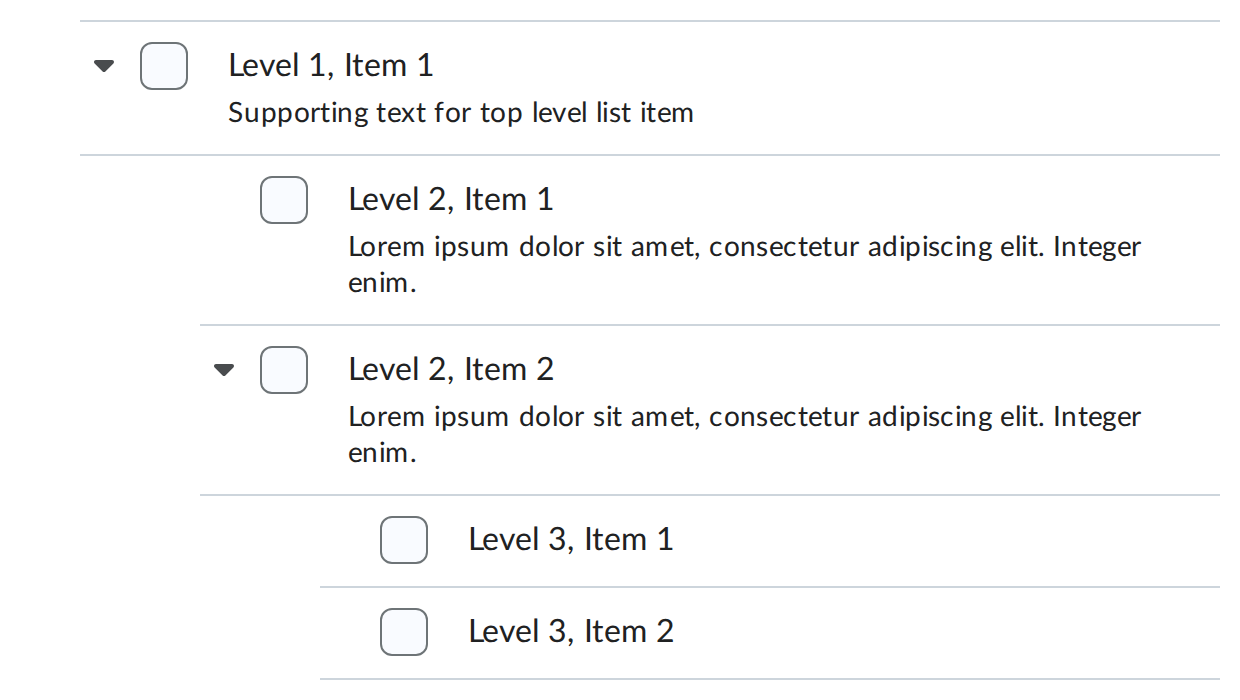 Level 1, Item 1
Supporting text for top level list item
Level 2, Item 1
Lorem ipsum dolor sit amet, consectetur adipiscing elit. Integer
enim.
Level 2, Item 2
Lorem ipsum dolor sit amet, consectetur adipiscing elit. Integer
enim.
Level 3, Item 1
Level 3, Item 2